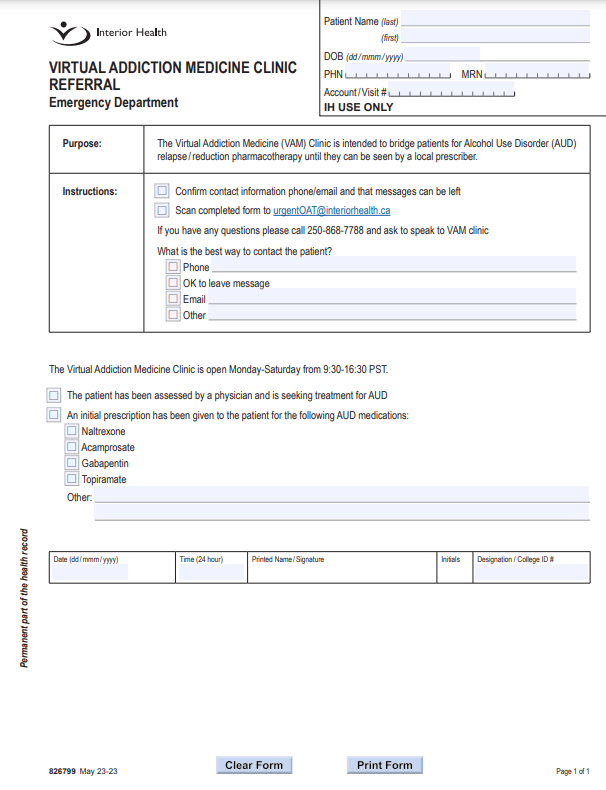 Interior Health
VIRTUAL ADDICTION MEDICINE CLINIC
REFERRAL
Emergency Department
Patient Name (last)
(first)
DOB (dd / mmm / yyyy)
PHN MRN
Account / Visit #
IH USE ONLY
Purpose: The Virtual Addiction Medicine (VAM) Clinic is intended to bridge patients for Alcohol Use Disorder (AUD)
relapse / reduction pharmacotherapy until they can be seen by a local prescriber.
Instructions: Confirm contact information phone/email and that messages can be left
Scan completed form to urgentOAT@interiorhealth.ca
If you have any questions please call 250-868-7788 and ask to speak to VAM clinic
What is the best way to contact the patient?
Phone
OK to leave message
Email
Other
The Virtual Addiction Medicine Clinic is open Monday-Saturday from 9:30-16:30 PST.
The patient has been assessed by a physician and is seeking treatment for AUD
An initial prescription has been given to the patient for the following AUD medications:
Naltrexone
Acamprosate
Gabapentin
Topiramate
Other:
Date (dd / mmm / yyyy) Time (24 hour) Printed Name / Signature Initials Designation / College ID #
Permanent part of the health record
826799 May 23-23 Clear Form Print Form Page 1 of 1